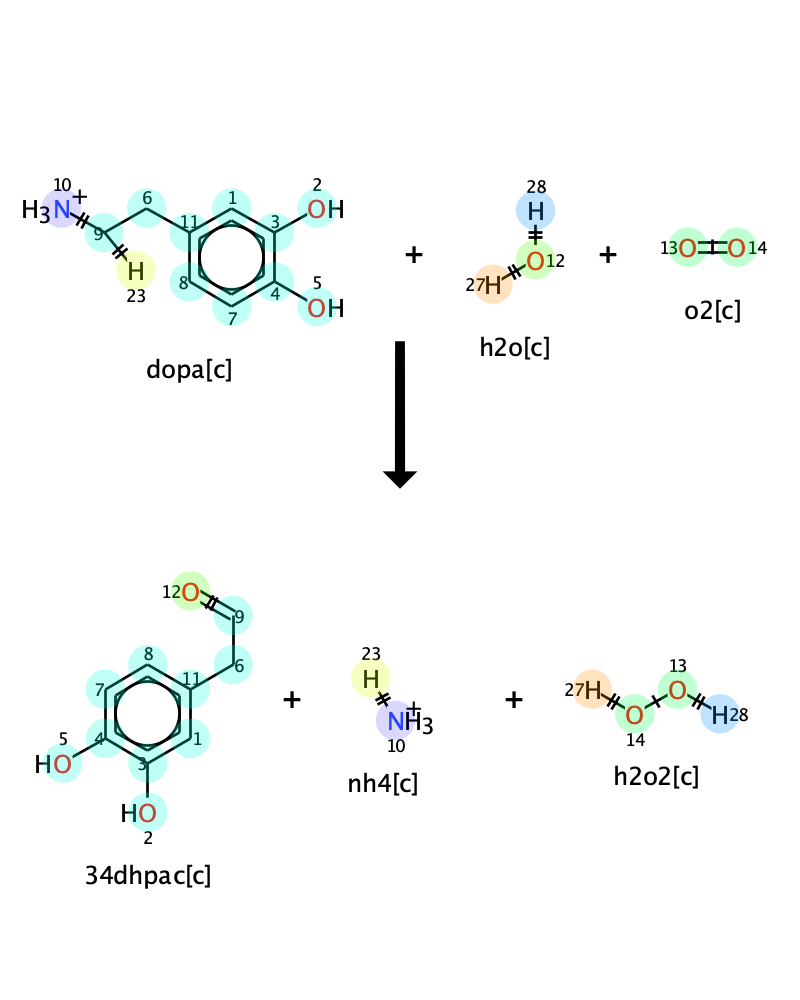 10
H3N+
9
6
H
23
11
1
3
2
OH
8
7
4
5
OH
dopa[c]
+
28
H
O12
27H
h2o[c]
+
13O
O14
o2[c]
12O
9
6
8
11
7
1
5
4
HO
3
HO
2
34dhpac[c]
+
23
H
NH3+
10
nh4[c]
+
27H
13
O
O
14
H28
h2o2[c]